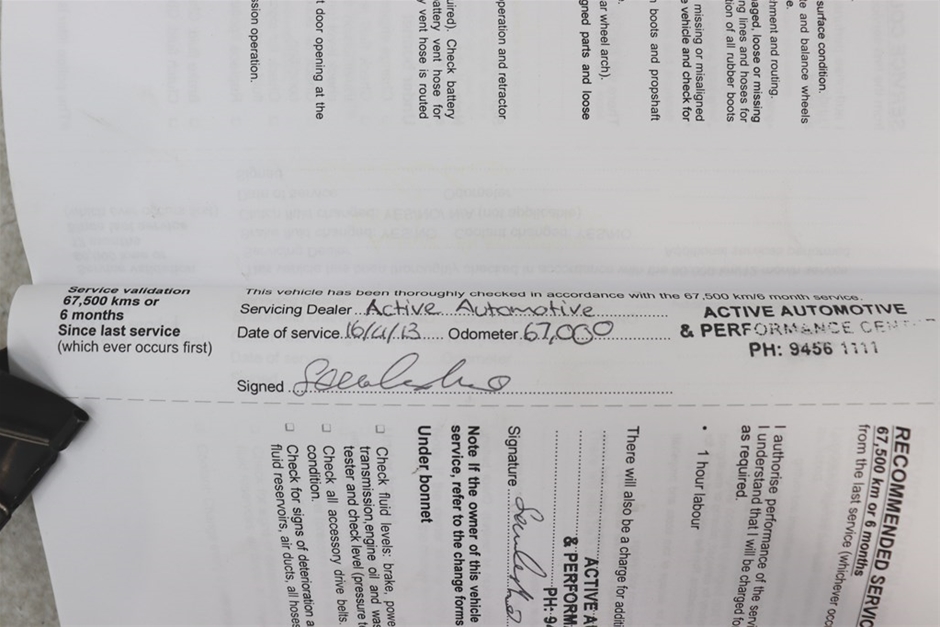 surface condition.
te and balance wheels
e.
hment and routing.
aged, loose or missing
ng lines and hoses for
tion of all rubber boots
missing or misaligned
e vehicle and check for
n boots and propshaft
ar wheel arch).
gned parts and loose
peration and retractor
uired). Check battery
attery vent hose for
y vent hose is routed
t door opening at the
ssion operation.
Service validation
67,500 kms or
6 months
Since last service
(which ever occurs first)
This vehicle has been thoroughly checked in accordance with the 67,500 km/6 month service.
Servicing Dealer Active Automotive
Date of service 16/4/13 Odometer 67,000
Signed
ACTIVE AUTOMOTIVE
& PERFORMANCE CENT
PH: 9456 1111
RECOMMENDED SERVIC
67,500 km or 6 months
from the last service (whichever occ
I authorise performance of the servi
I understand that I will be charged fo
as required.
• 1 hour labour
There will also be a charge for additi
ACTIVE A
& PERFORM
PH: 9
Signature
Note If the owner of this vehicle
service, refer to the change forms
Under bonnet
Check fluid levels: brake, powe
transmission,engine oil and was
tester and check level (pressure t
Check all accessory drive belts.
condition.
Check for signs of deterioration a
fluid reservoirs, air ducts, all hoses